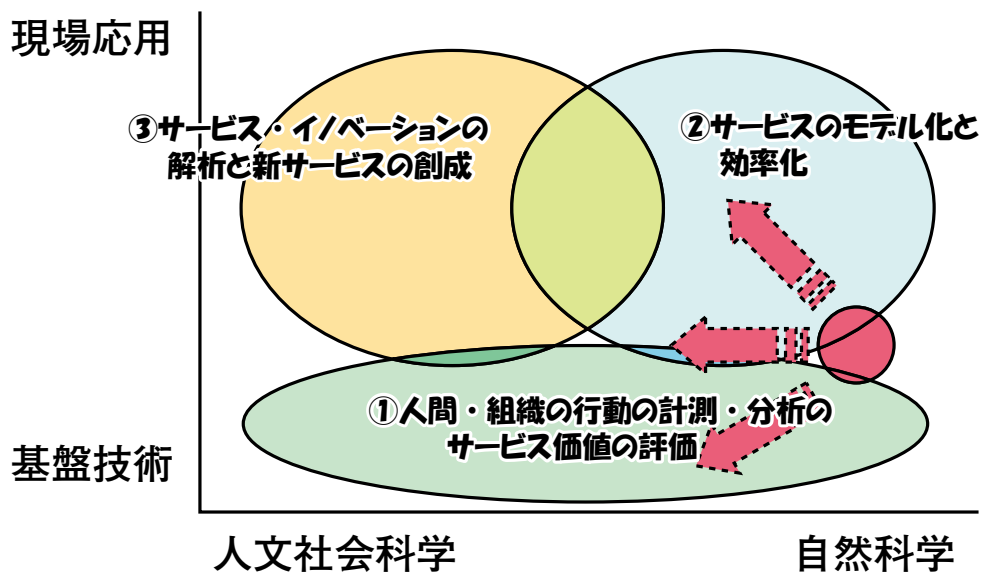 現場応用
③サービス・イノベーションの
解析と新サービスの創成
②サービスのモデル化と
効率化
①人間・組織の行動の計測・分析の
サービス価値の評価
基盤技術
人文社会科学
自然科学